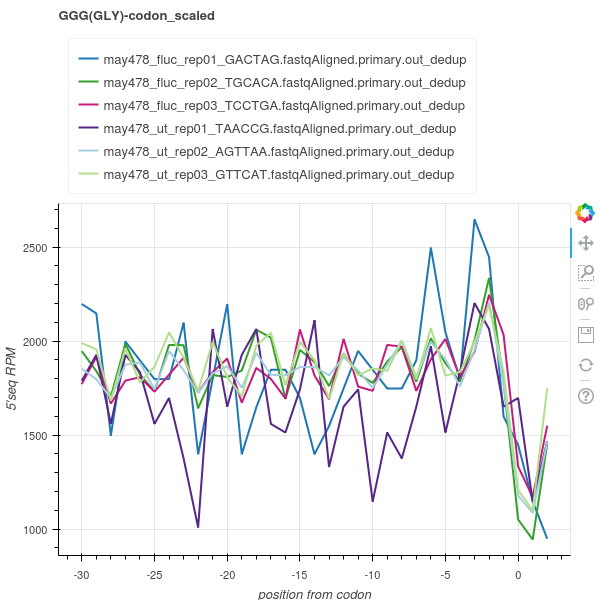 GGG(GLY)-codon_scaled
may478_fluc_rep01_GACTAG.fastqAligned.primary.out_dedup
may478_fluc_rep02_TGCACA.fastqAligned.primary.out_dedup
may478_fluc_rep03_TCCTGA.fastqAligned.primary.out_dedup
may478_ut_rep01_TAACCG.fastqAligned.primary.out_dedup
may478_ut_rep02_AGTTAA.fastqAligned.primary.out_dedup
may478_ut_rep03_GTTCAT.fastqAligned.primary.out_dedup
5'seq RPM
2500
2000
1500
1000
-30 -25 -20 -15 -10 -5 0
position from codon